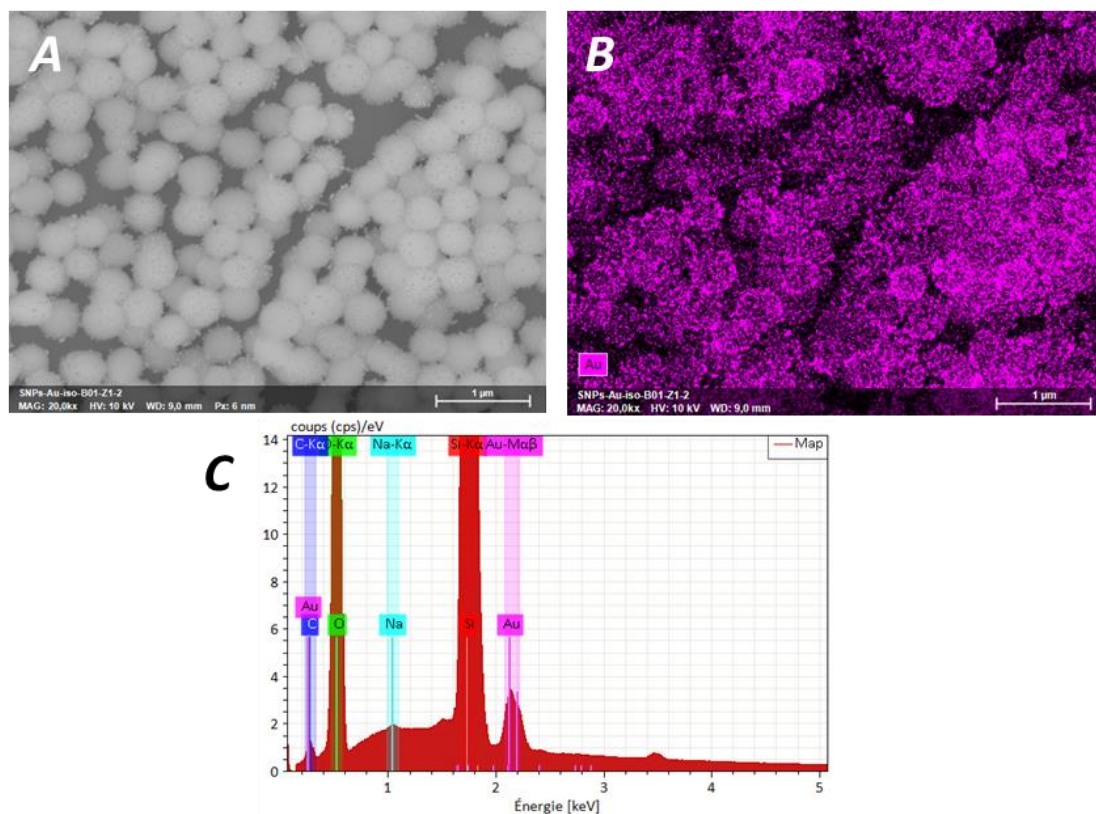 A
SNPs-Au-iso-B01-Z1-2
MAG: 20,0kx HV: 10 kV WD: 9,0 mm Px: 6 nm
1 µm
B
Au
SNPs-Au-iso-B01-Z1-2
MAG: 20,0kx HV: 10 kV WD: 9,0 mm
1 µm
C
coups (cps)/eV
14
12
10
8
6
4
2
0
C-Kα
O-Kα
Na-Kα
Si-Kα
Au-Mαβ
Map
Au
C
O
Na
Si
Au
1
2
3
4
5
Énergie [keV]